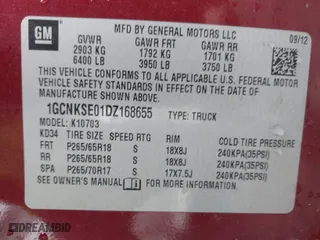 GM
MFD BY GENERAL MOTORS LLC
09/12
GVWR GAWR FRT GAWR RR
2903 KG 1792 KG 1701 KG
6400 LB 3950 LB 3750 LB
THIS VEHICLE CONFORMS TO ALL APPLICABLE U.S. FEDERAL MOTOR
VEHICLE SAFETY STANDARDS IN EFFECT ON THE DATE OF
MANUFACTURE SHOWN ABOVE.
1GCNKSE01DZ168655 TYPE: TRUCK
MODEL: K10703
KD34 TIRE SIZE SPEED RTG RIM COLD TIRE PRESSURE
FRT P265/65R18 S 18X8J 240KPA(35PSI)
RR P265/65R18 S 18X8J 240KPA(35PSI)
SPA P265/70R17 S 17X7.5J 240KPA(35PSI)
SEE OWNER'S MANUAL FOR ADDITIONAL INFORMATION.
DREAMBID